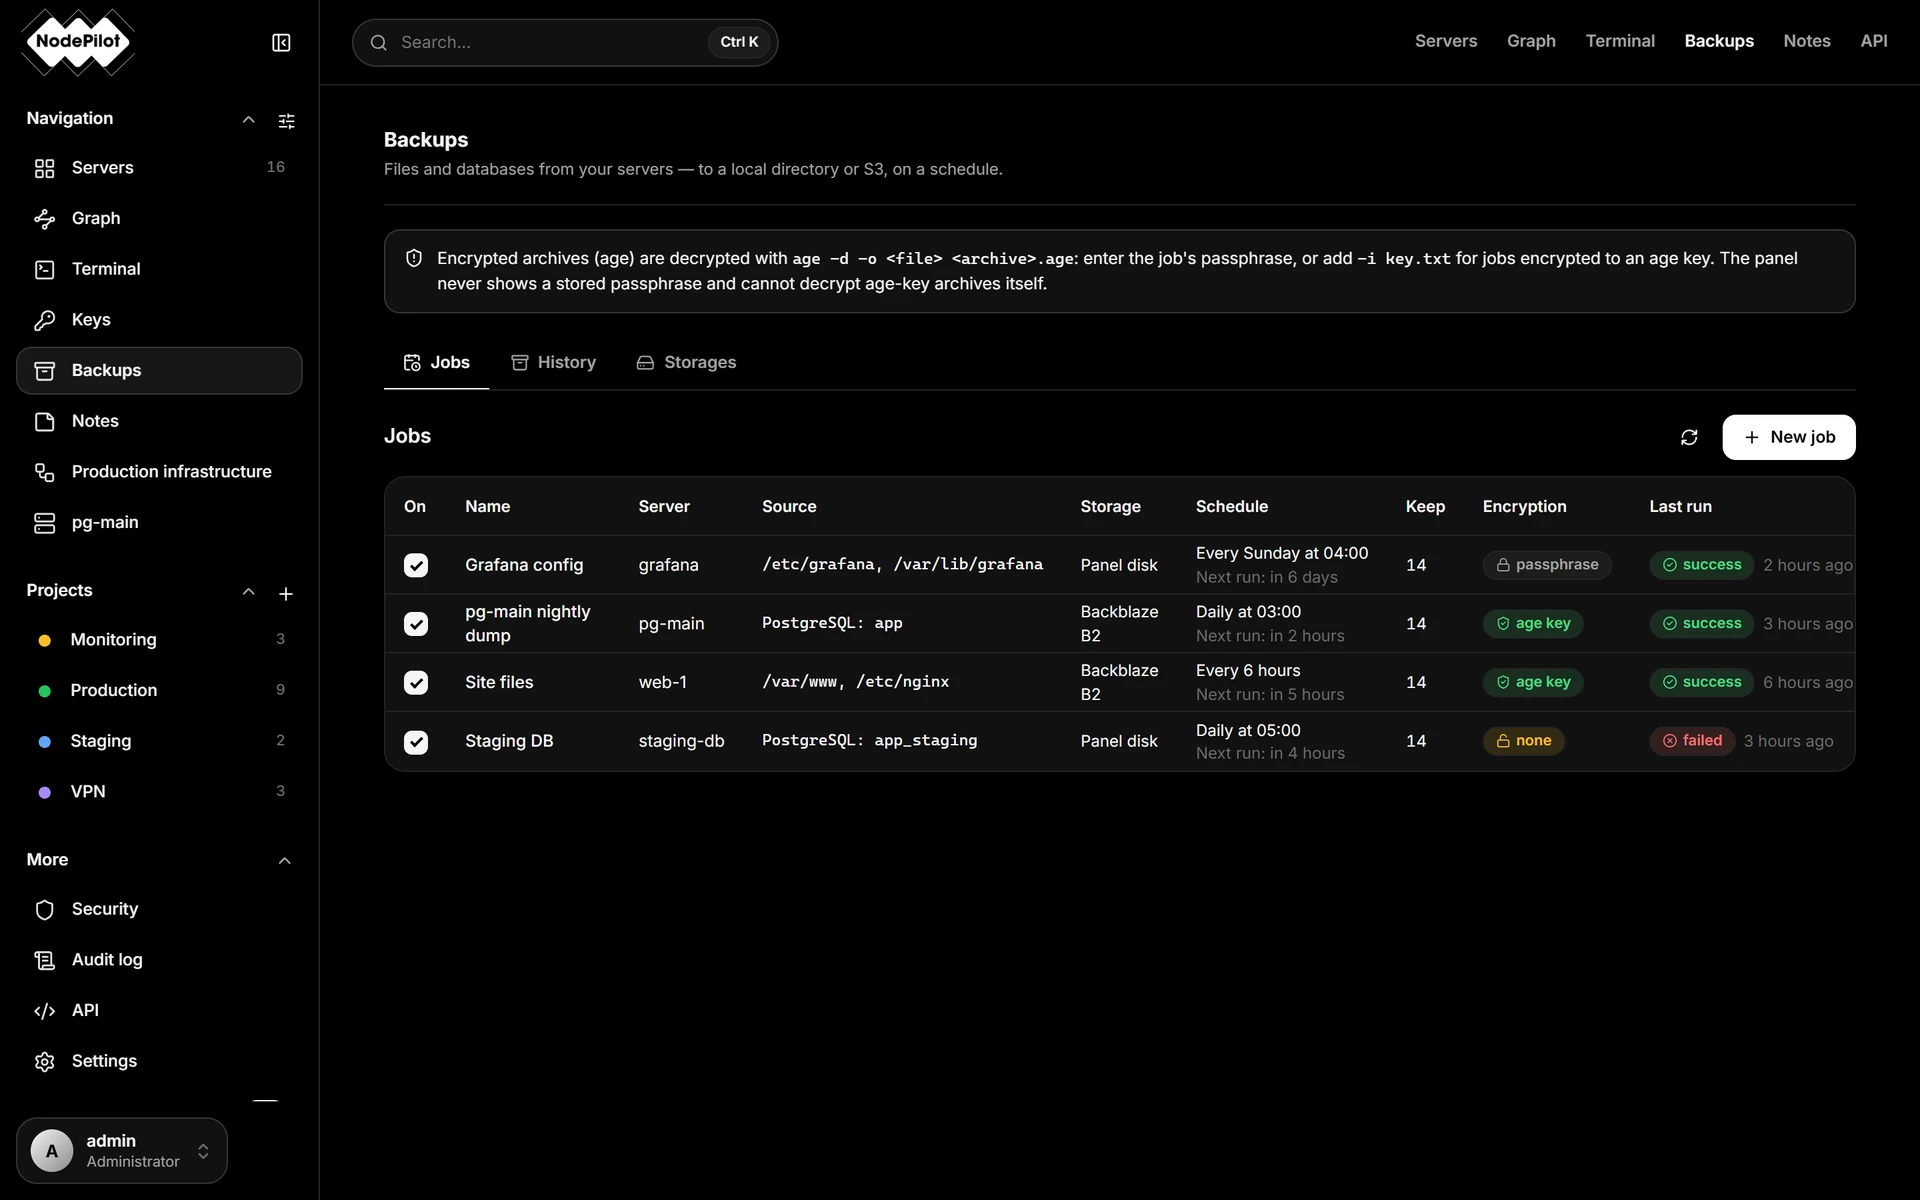 NodePilot
Search...
Ctrl K
Servers
Graph
Terminal
Backups
Notes
API
Navigation
Servers 16
Graph
Terminal
Keys
Backups
Notes
Production infrastructure
pg-main
Projects
Monitoring 3
Production 9
Staging 2
VPN 3
More
Security
Audit log
API
Settings
A
admin
Administrator
Backups
Files and databases from your servers — to a local directory or S3, on a schedule.
Encrypted archives (age) are decrypted with age -d -o <file> <archive>.age: enter the job's passphrase, or add -i key.txt for jobs encrypted to an age key. The panel
never shows a stored passphrase and cannot decrypt age-key archives itself.
Jobs
History
Storages
Jobs
New job
On Name Server Source Storage Schedule Keep Encryption Last run
Grafana config grafana /etc/grafana, /var/lib/grafana Panel disk Every Sunday at 04:00 14 passphrase success 2 hours ago
Next run: in 6 days
pg-main nightly pg-main PostgreSQL: app Backblaze Daily at 03:00 14 age key success 3 hours ago
dump B2 Next run: in 2 hours
Site files web-1 /var/www, /etc/nginx Backblaze Every 6 hours 14 age key success 6 hours ago
B2 Next run: in 5 hours
Staging DB staging-db PostgreSQL: app_staging Panel disk Daily at 05:00 14 none failed 3 hours ago
Next run: in 4 hours